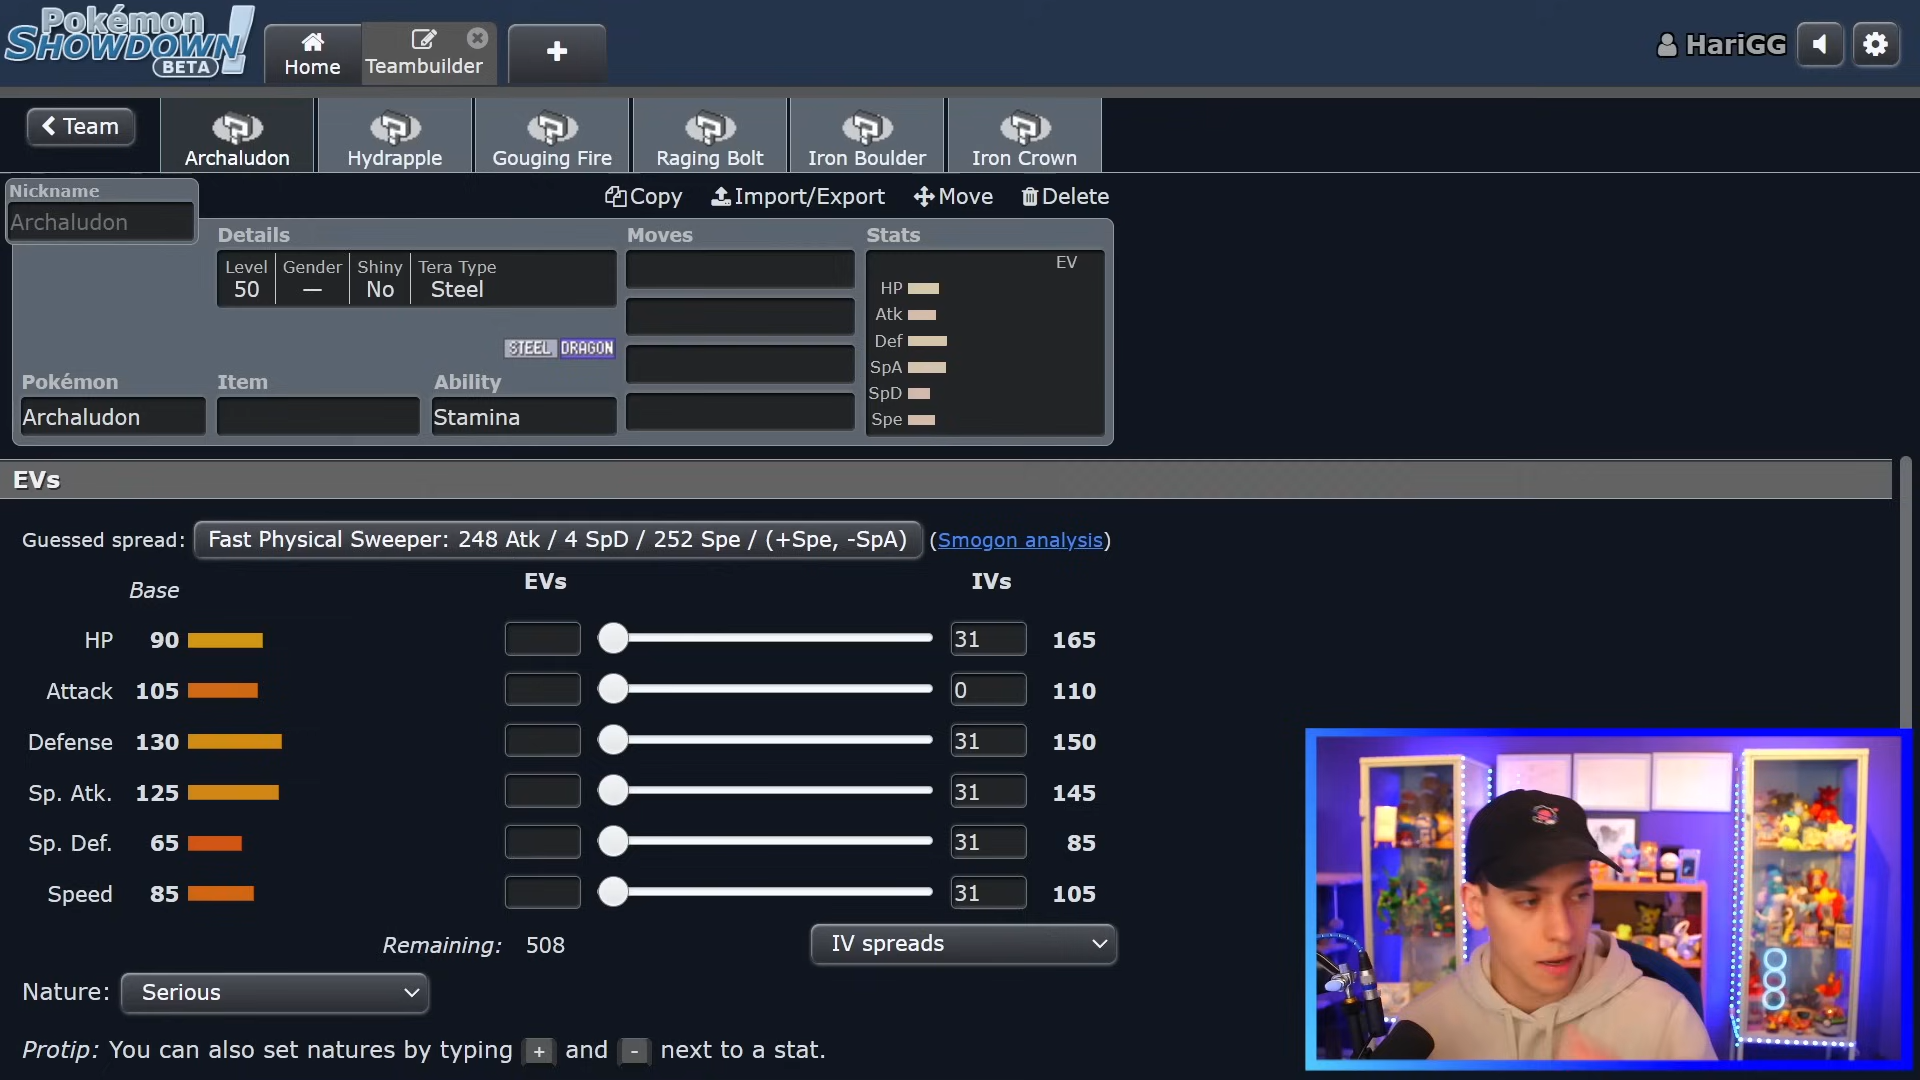 Pokémon
SHOWDOWN!
BETA
Home
Teambuilder
+
HariGG
Team
Archaludon
Hydrapple
Gouging Fire
Raging Bolt
Iron Boulder
Iron Crown
Nickname
Archaludon
Copy
Import/Export
Move
Delete
Details
Moves
Stats
Level
Gender
Shiny
Tera Type
50
—
No
Steel
EV
HP
Atk
Def
SpA
SpD
Spe
STEEL DRAGON
Pokémon
Item
Ability
Archaludon
Stamina
EVs
Guessed spread: Fast Physical Sweeper: 248 Atk / 4 SpD / 252 Spe / (+Spe, -SpA) (Smogon analysis)
Base
EVs
IVs
HP 90 31 165
Attack 105 0 110
Defense 130 31 150
Sp. Atk. 125 31 145
Sp. Def. 65 31 85
Speed 85 31 105
Remaining: 508
IV spreads
Nature: Serious
Protip: You can also set natures by typing + and - next to a stat.